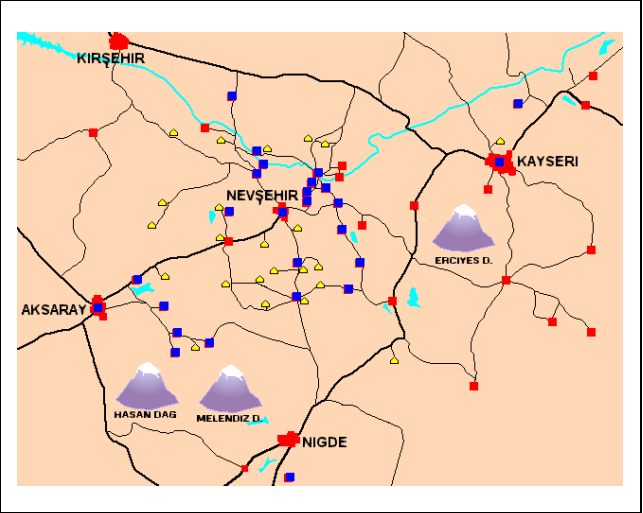 KIRŞEHIR
KAYSERI
NEVŞEHIR
ERCIYES D.
AKSARAY
HASAN DAG
MELENDIZ D.
NIGDE